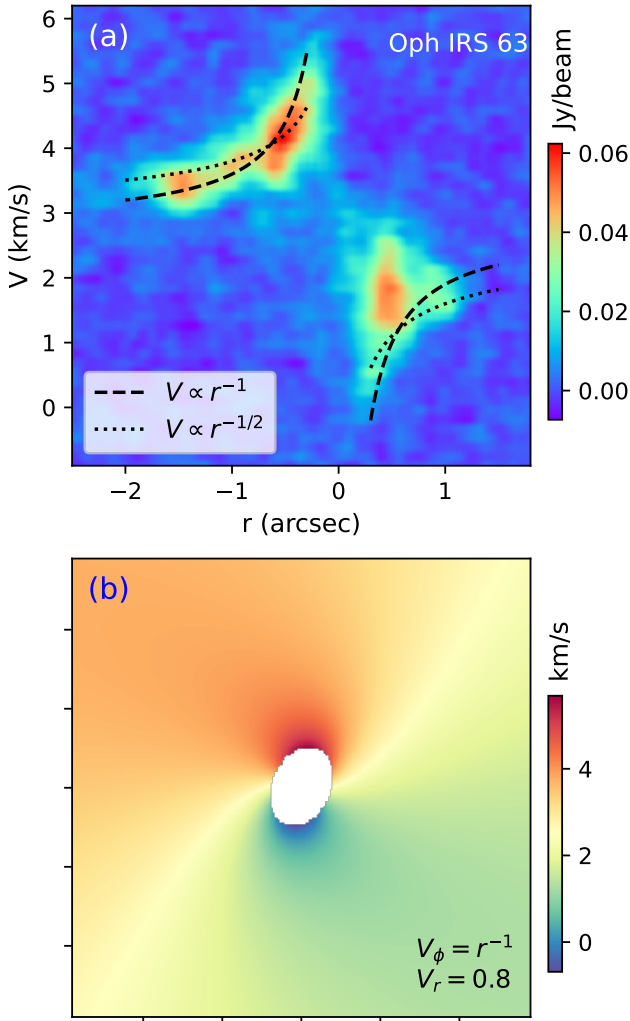 (a)
Oph IRS 63
6
5
4
3
2
1
0
V (km/s)
V ∝ r⁻¹
V ∝ r⁻¹/²
−2
−1
0
1
r (arcsec)
Jy/beam
0.06
0.04
0.02
0.00
(b)
V_ϕ = r⁻¹
V_r = 0.8
km/s
4
2
0